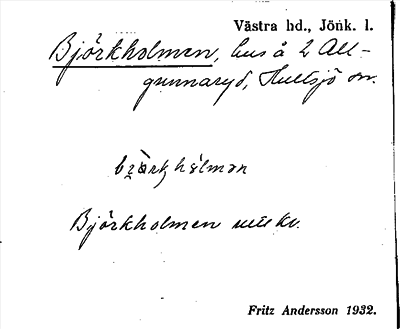 Västra hd., Jönk. l.
Björkholmen, hus å 2 All-
gunnaryd, Hultsjö sn.
Björkholmen
Fritz Andersson 1932.